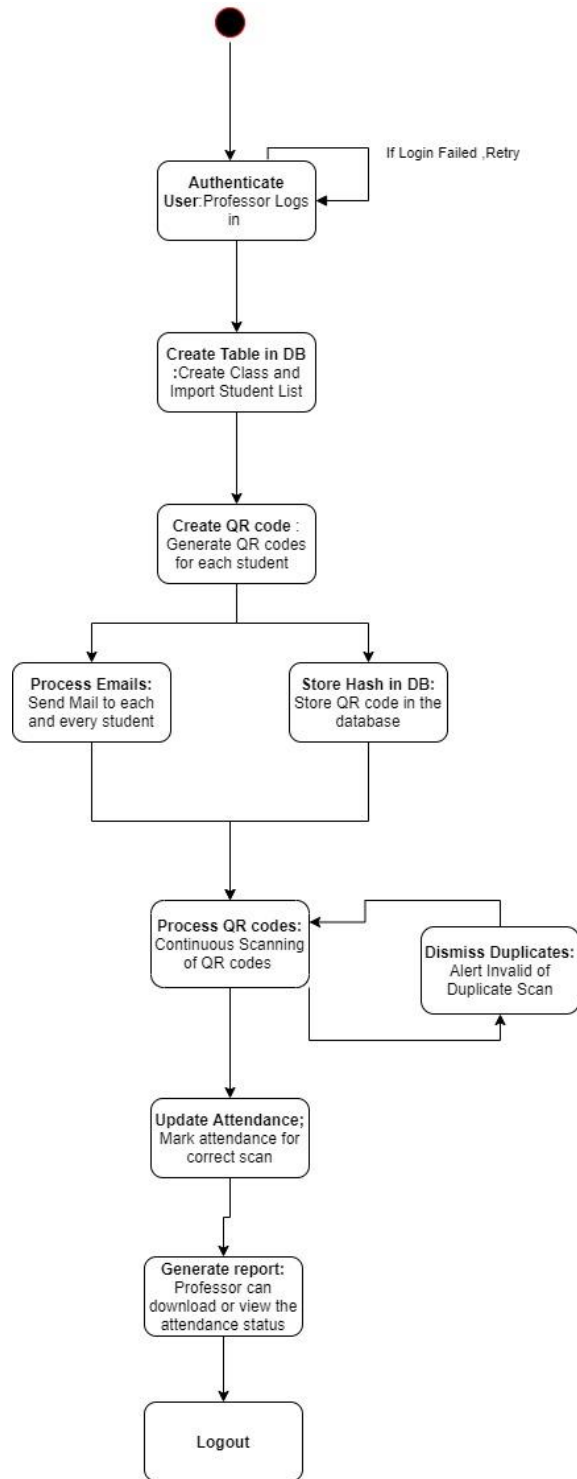 If Login Failed ,Retry
Authenticate
User:Professor Logs
in
Create Table in DB
:Create Class and
Import Student List
Create QR code :
Generate QR codes
for each student
Process Emails:
Send Mail to each
and every student
Store Hash in DB:
Store QR code in the
database
Process QR codes:
Continuous Scanning
of QR codes
Dismiss Duplicates:
Alert Invalid of
Duplicate Scan
Update Attendance;
Mark attendance for
correct scan
Generate report:
Professor can
download or view the
attendance status
Logout